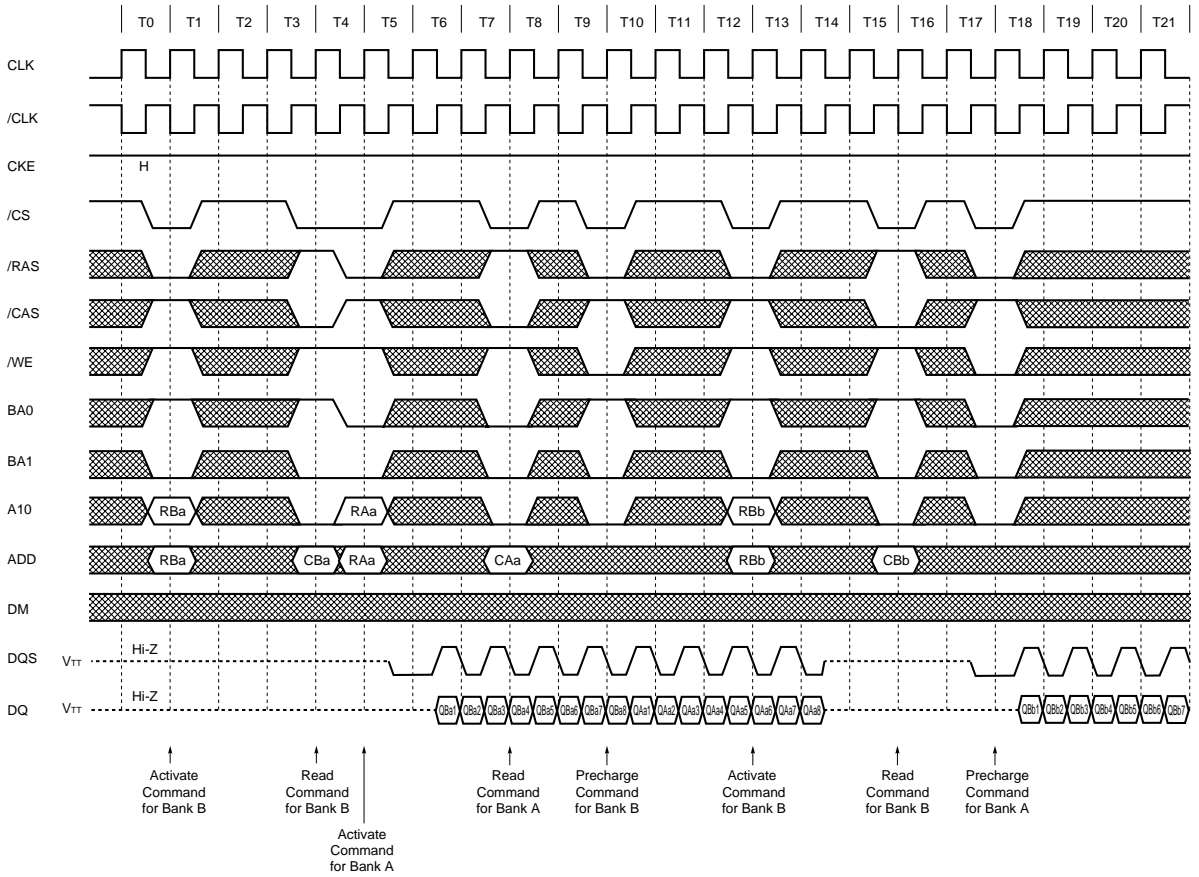 T0 T1 T2 T3 T4 T5 T6 T7 T8 T9 T10 T11 T12 T13 T14 T15 T16 T17 T18 T19 T20 T21
CLK
/CLK
CKE H
/CS
/RAS
/CAS
/WE
BA0
BA1
A10 RBa RAa RBb
ADD RBa CBa RAa CAa RBb CBb
DM
DQS VTT Hi-Z
DQ VTT Hi-Z QBa1 QBa2 QBa3 QBa4 QBa5 QBa6 QBa7 QBa8 QAa1 QAa2 QAa3 QAa4 QAa5 QAa6 QAa7 QAa8 QBb1 QBb2 QBb3 QBb4 QBb5 QBb6 QBb7
Activate
Command
for Bank B
Read
Command
for Bank B
Activate
Command
for Bank A
Read
Command
for Bank A
Precharge
Command
for Bank B
Activate
Command
for Bank B
Read
Command
for Bank B
Precharge
Command
for Bank A